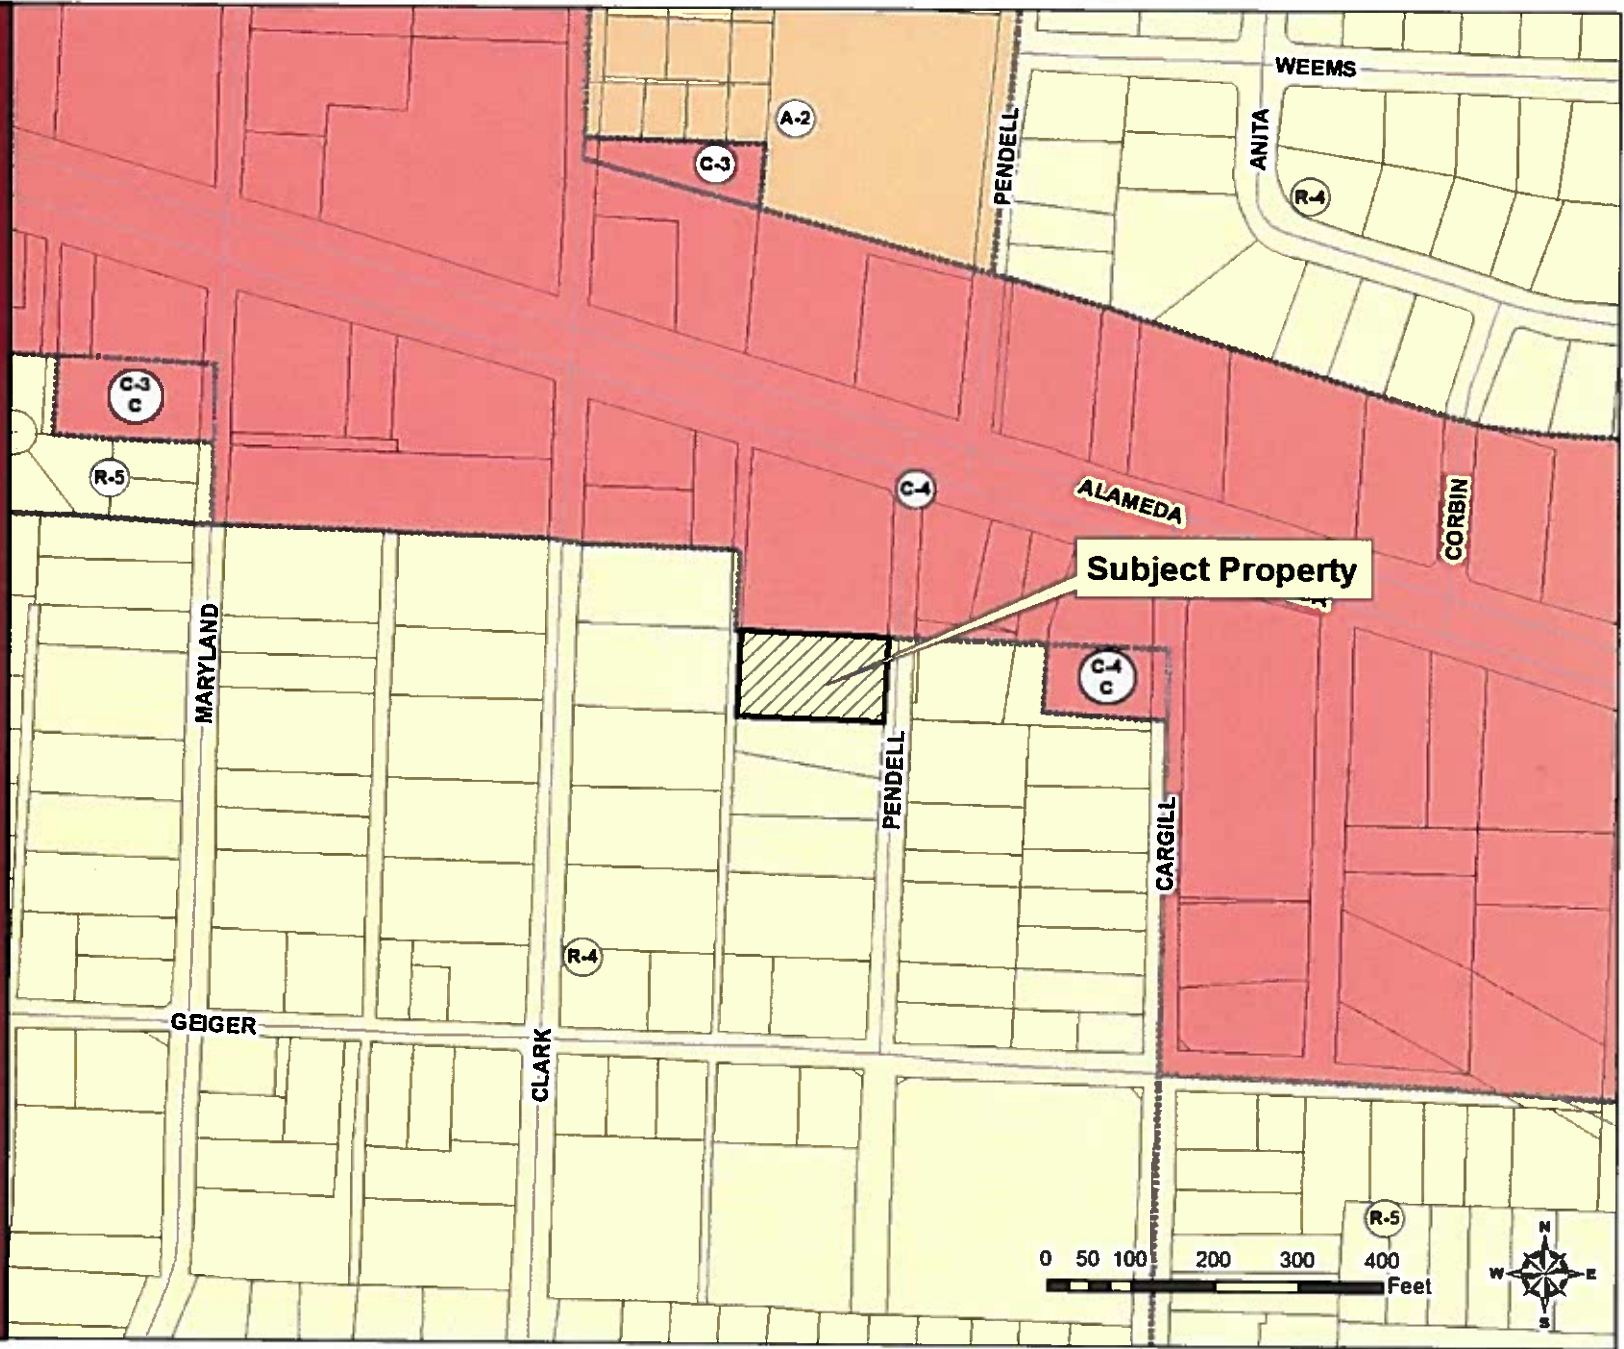 WEEMS
A-2
ANITA
PENDELL
C-3
R-4
C-3
C
R-5
C-4
ALAMEDA
CORBIN
Subject Property
MARYLAND
C-4
C
PENDELL
CARGILL
R-4
GEIGER
CLARK
R-5
N
W E
S
0 50 100 200 300 400
Feet